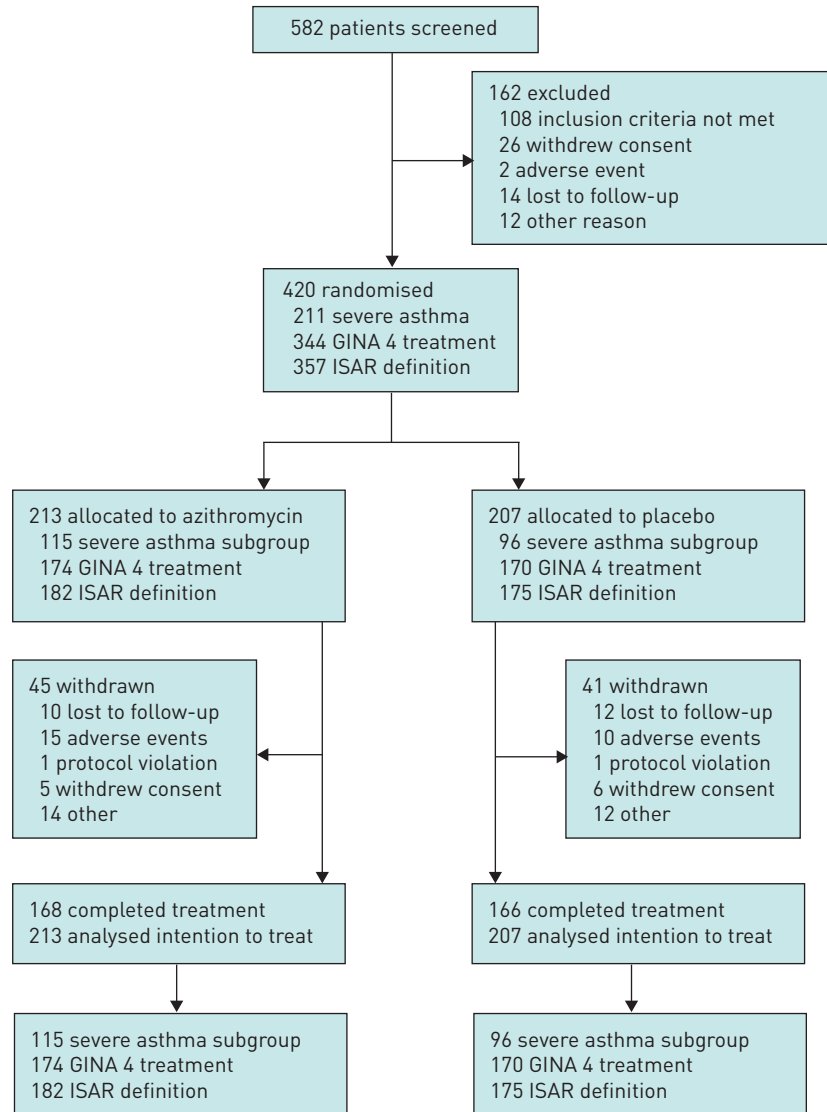 582 patients screened
162 excluded
108 inclusion criteria not met
26 withdrew consent
2 adverse event
14 lost to follow-up
12 other reason
420 randomised
211 severe asthma
344 GINA 4 treatment
357 ISAR definition
213 allocated to azithromycin
115 severe asthma subgroup
174 GINA 4 treatment
182 ISAR definition
207 allocated to placebo
96 severe asthma subgroup
170 GINA 4 treatment
175 ISAR definition
45 withdrawn
10 lost to follow-up
15 adverse events
1 protocol violation
5 withdrew consent
14 other
41 withdrawn
12 lost to follow-up
10 adverse events
1 protocol violation
6 withdrew consent
12 other
168 completed treatment
213 analysed intention to treat
166 completed treatment
207 analysed intention to treat
115 severe asthma subgroup
174 GINA 4 treatment
182 ISAR definition
96 severe asthma subgroup
170 GINA 4 treatment
175 ISAR definition